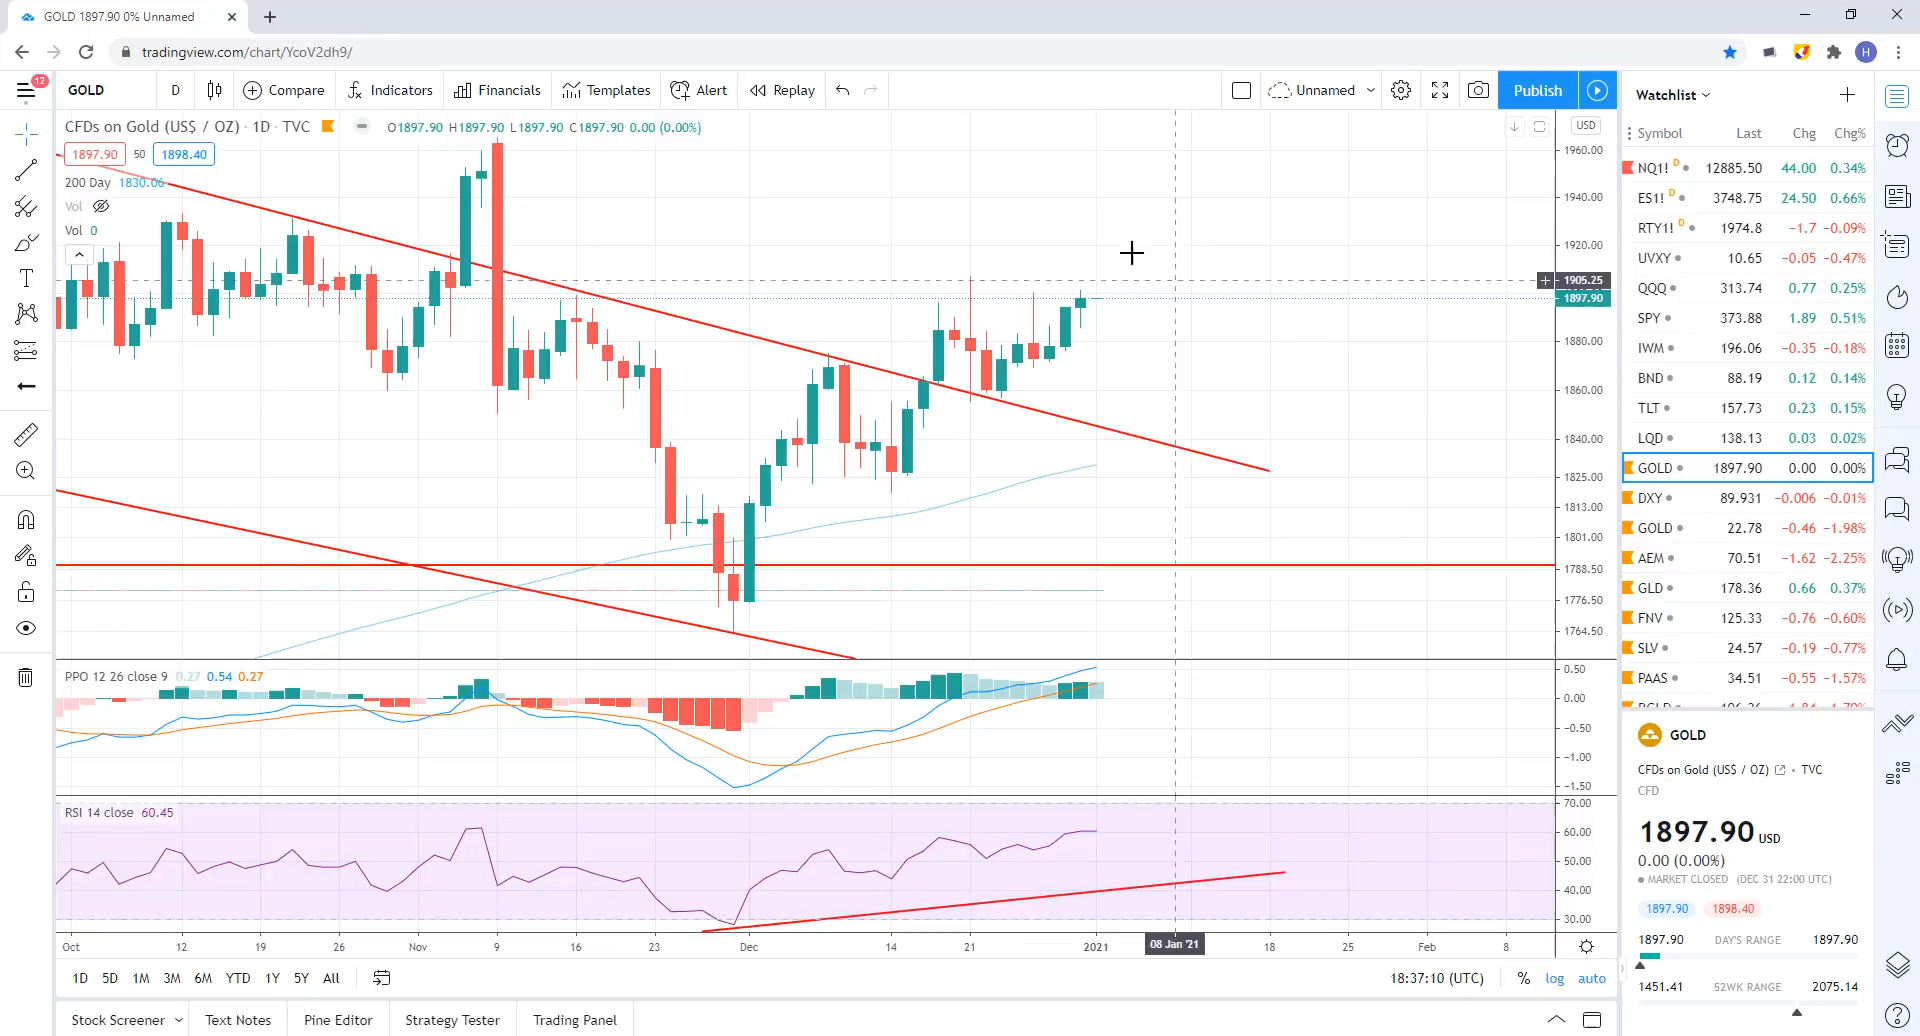 GOLD 1897.90 0% Unnamed
tradingview.com/chart/YcoV2dh9/
H
12
GOLD D Compare Indicators Financials Templates Alert Replay Unnamed Publish
CFDs on Gold (US$ / OZ) · 1D · TVC O1897.90 H1897.90 L1897.90 C1897.90 0.00 (0.00%)
1897.90 50 1898.40
200 Day 1830.06
Vol
Vol 0
USD
1960.00
1940.00
1920.00
1905.25
1897.90
1880.00
1860.00
1840.00
1825.00
1813.00
1801.00
1788.50
1776.50
1764.50
PPO 12 26 close 9 0.27 0.54 0.27
0.50
0.00
−0.50
−1.00
−1.50
RSI 14 close 60.45
70.00
60.00
50.00
40.00
30.00
Oct 12 19 26 Nov 9 16 23 Dec 14 21 2021 08 Jan '21 18 25 Feb 8
1D 5D 1M 3M 6M YTD 1Y 5Y All 18:37:10 (UTC) % log auto
Stock Screener Text Notes Pine Editor Strategy Tester Trading Panel
Watchlist
Symbol Last Chg Chg%
NQ1! D 12885.50 44.00 0.34%
ES1! D 3748.75 24.50 0.66%
RTY1! D 1974.8 −1.7 −0.09%
UVXY 10.65 −0.05 −0.47%
QQQ 313.74 0.77 0.25%
SPY 373.88 1.89 0.51%
IWM 196.06 −0.35 −0.18%
BND 88.19 0.12 0.14%
TLT 157.73 0.23 0.15%
LQD 138.13 0.03 0.02%
GOLD 1897.90 0.00 0.00%
DXY 89.931 −0.006 −0.01%
GOLD 22.78 −0.46 −1.98%
AEM 70.51 −1.62 −2.25%
GLD 178.36 0.66 0.37%
FNV 125.33 −0.76 −0.60%
SLV 24.57 −0.19 −0.77%
PAAS 34.51 −0.55 −1.57%
GOLD
CFDs on Gold (US$ / OZ) · TVC
CFD
1897.90 USD
0.00 (0.00%)
MARKET CLOSED (DEC 31 22:00 UTC)
1897.90 1898.40
1897.90 DAY'S RANGE 1897.90
1451.41 52WK RANGE 2075.14